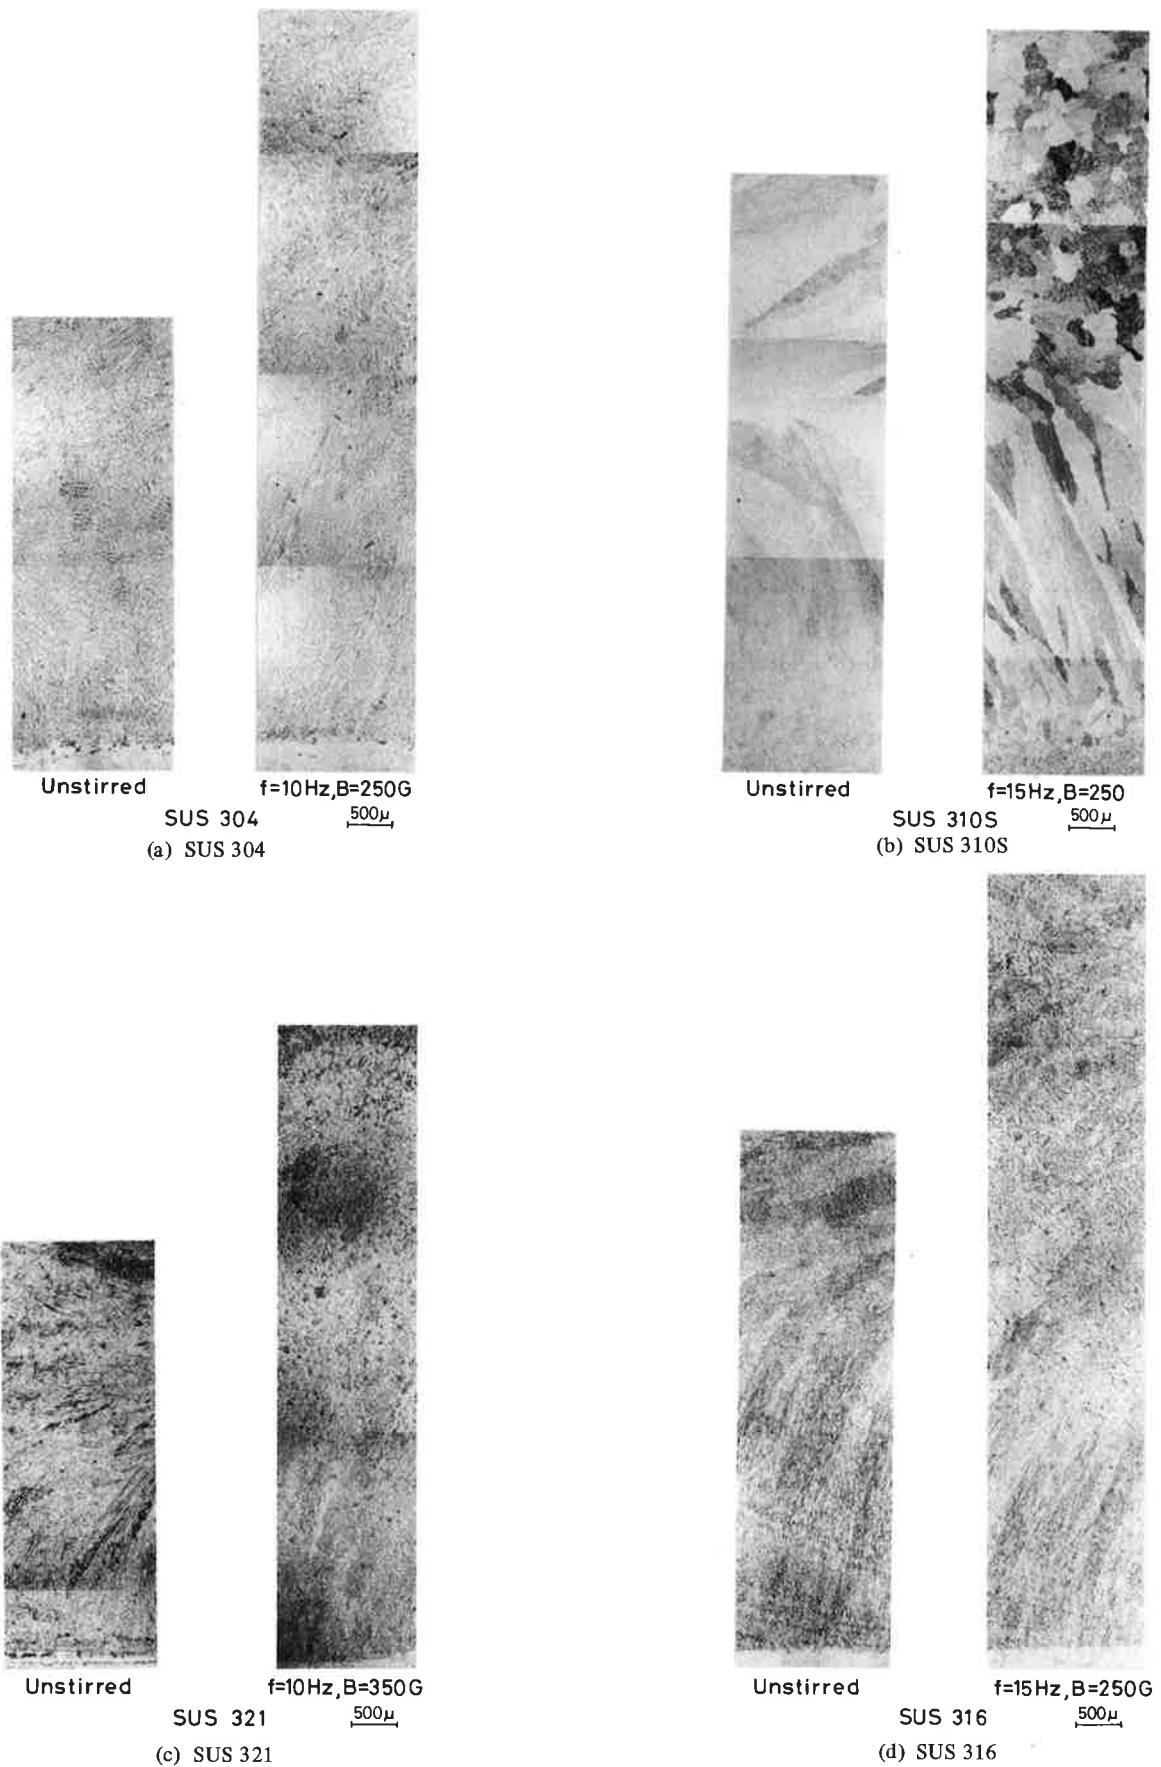 Unstirred
f=10Hz,B=250G
SUS 304
500μ
(a) SUS 304
Unstirred
f=15Hz,B=250
SUS 310S
500μ
(b) SUS 310S
Unstirred
f=10Hz,B=350G
SUS 321
500μ
(c) SUS 321
Unstirred
f=15Hz,B=250G
SUS 316
500μ
(d) SUS 316